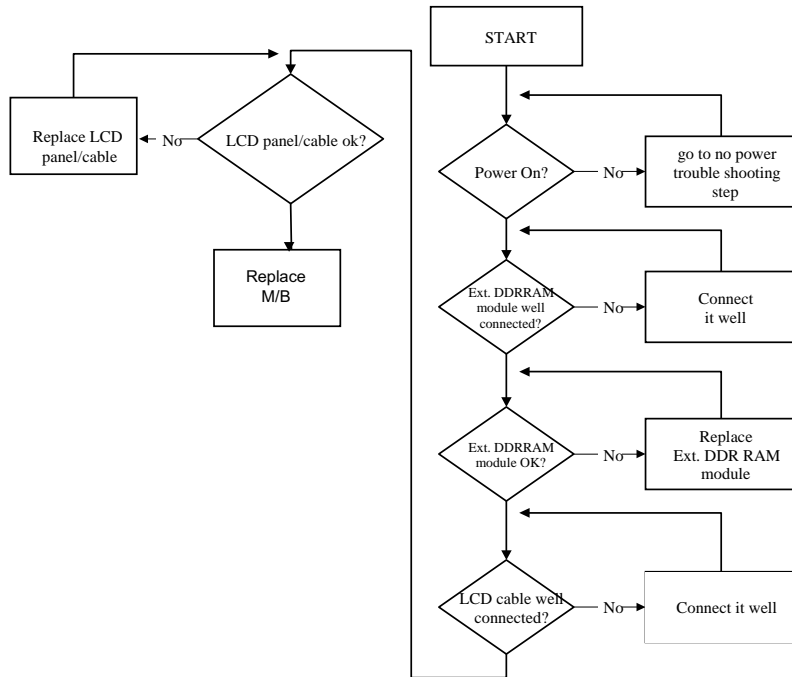 START
Power On?
No
go to no power
trouble shooting
step
Ext. DDRRAM
module well
connected?
No
Connect
it well
Ext. DDRRAM
module OK?
No
Replace
Ext. DDR RAM
module
LCD cable well
connected?
No
Connect it well
LCD panel/cable ok?
No
Replace LCD
panel/cable
Replace
M/B